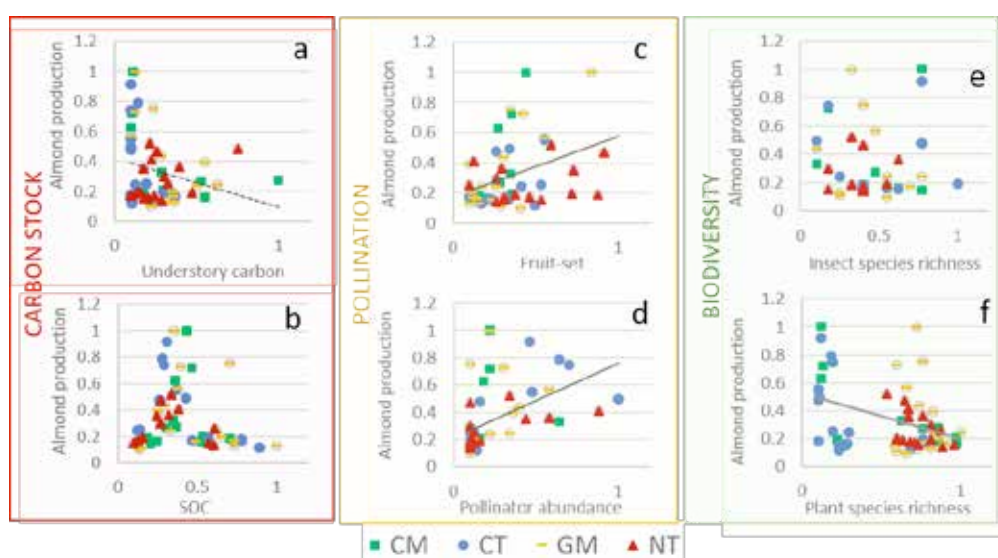 CARBON STOCK
a
Almond production
1.2
1
0.8
0.6
0.4
0.2
0
0
1
Understory carbon
b
Almond production
1.2
1
0.8
0.6
0.4
0.2
0
0
0.5
1
SOC
POLLINATION
c
Almond production
1.2
1
0.8
0.6
0.4
0.2
0
0
1
Fruit-set
d
Almond production
1.2
1
0.8
0.6
0.4
0.2
0
0
1
Pollinator abundance
BIODIVERSITY
e
Almond production
1.2
1
0.8
0.6
0.4
0.2
0
0
0.5
1
Insect species richness
f
Almond production
1.2
1
0.8
0.6
0.4
0.2
0
0
1
Plant species richness
CM CT GM NT